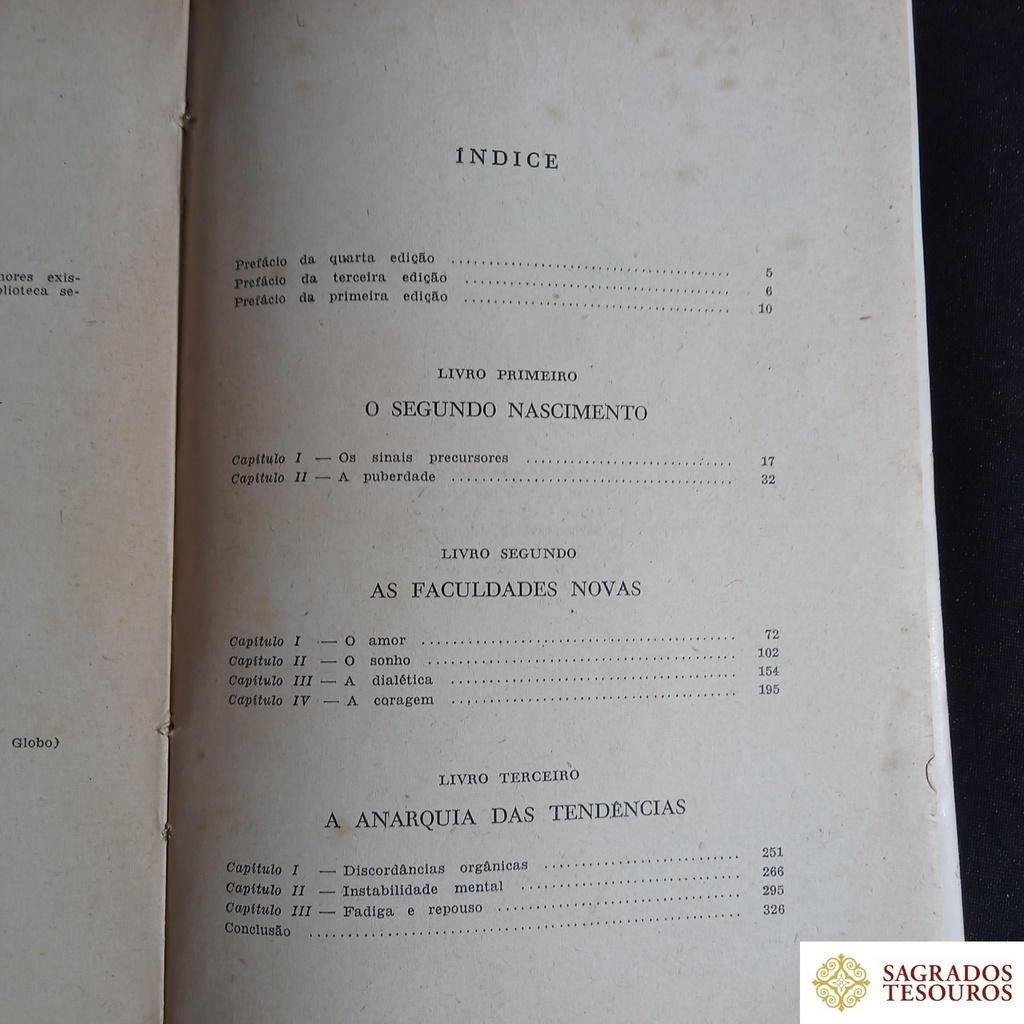 nores exis-
blioteca se-
Globo)
ÍNDICE
Prefácio da quarta edição ........................................ 5
Prefácio da terceira edição ...................................... 6
Prefácio da primeira edição ...................................... 10
LIVRO PRIMEIRO
O SEGUNDO NASCIMENTO
Capítulo I — Os sinais precursores .............................. 17
Capítulo II — A puberdade ........................................ 32
LIVRO SEGUNDO
AS FACULDADES NOVAS
Capítulo I — O amor .............................................. 72
Capítulo II — O sonho ............................................ 102
Capítulo III — A dialética ....................................... 154
Capítulo IV — A coragem .......................................... 195
LIVRO TERCEIRO
A ANARQUIA DAS TENDÊNCIAS
Capítulo I — Discordâncias orgânicas ............................ 251
Capítulo II — Instabilidade mental .............................. 266
Capítulo III — Fadiga e repouso .................................. 295
Conclusão ........................................................ 326
SAGRADOS
TESOUROS